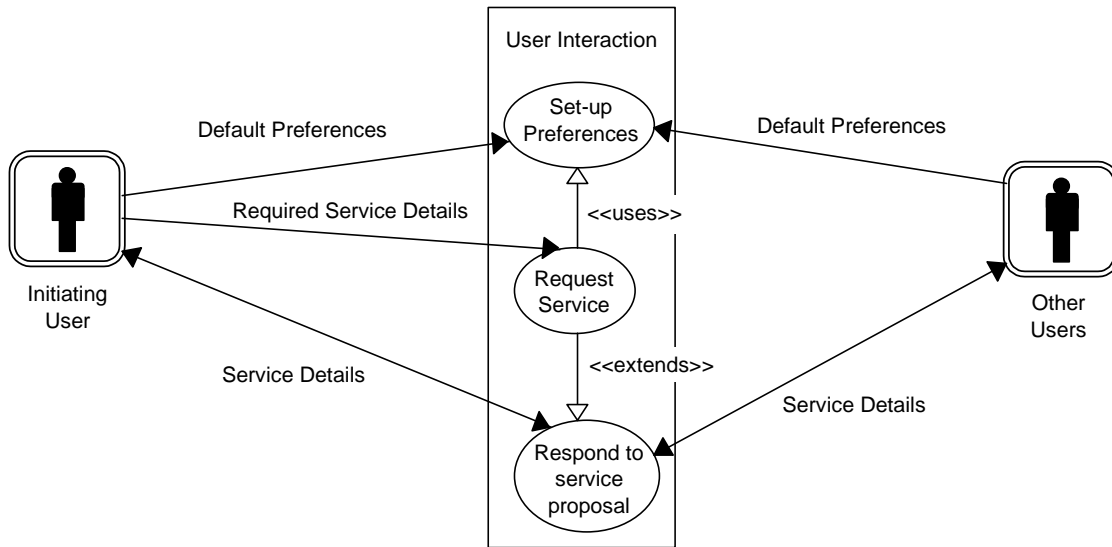 User Interaction
Set-up
Preferences
Default Preferences
Default Preferences
<<uses>>
Required Service Details
Request
Service
Initiating
User
Other
Users
<<extends>>
Service Details
Service Details
Respond to
service
proposal